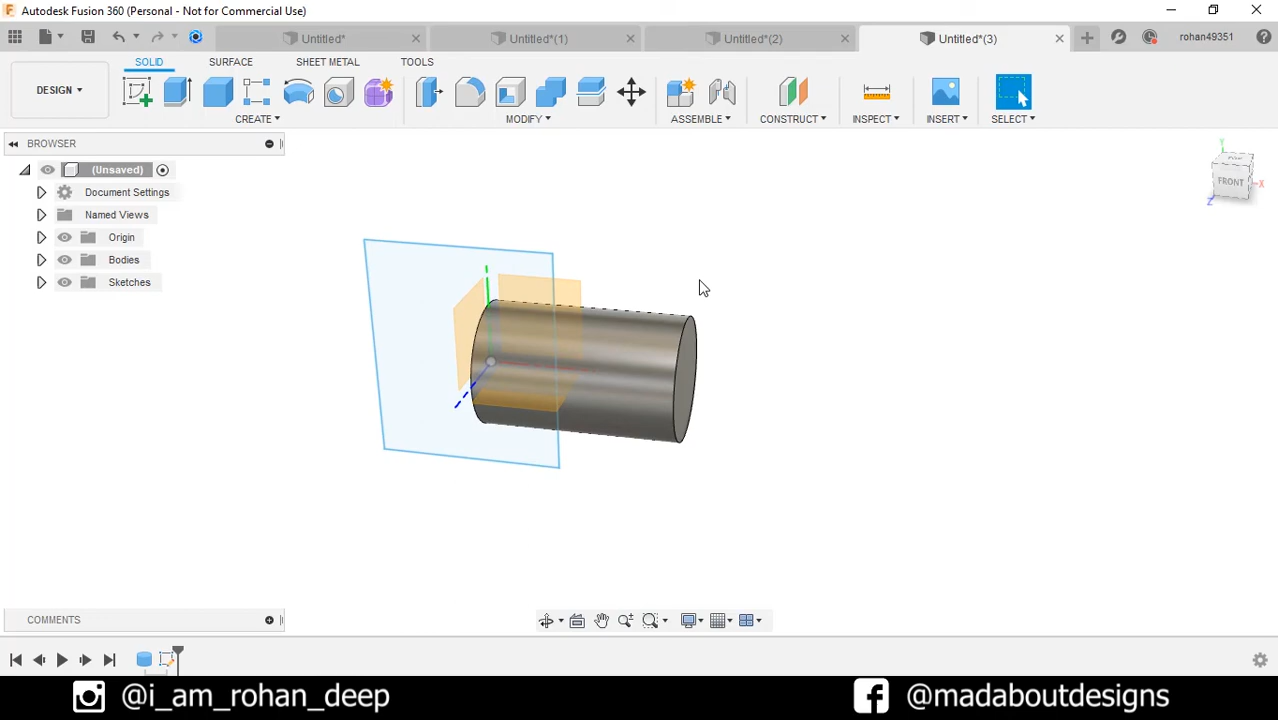 Autodesk Fusion 360 (Personal - Not for Commercial Use)
Untitled*
Untitled*(1)
Untitled*(2)
Untitled*(3)
rohan49351
SOLID
SURFACE
SHEET METAL
TOOLS
DESIGN
CREATE
MODIFY
ASSEMBLE
CONSTRUCT
INSPECT
INSERT
SELECT
BROWSER
(Unsaved)
Document Settings
Named Views
Origin
Bodies
Sketches
Y
TOP
FRONT
X
Z
COMMENTS
@i_am_rohan_deep
@madaboutdesigns